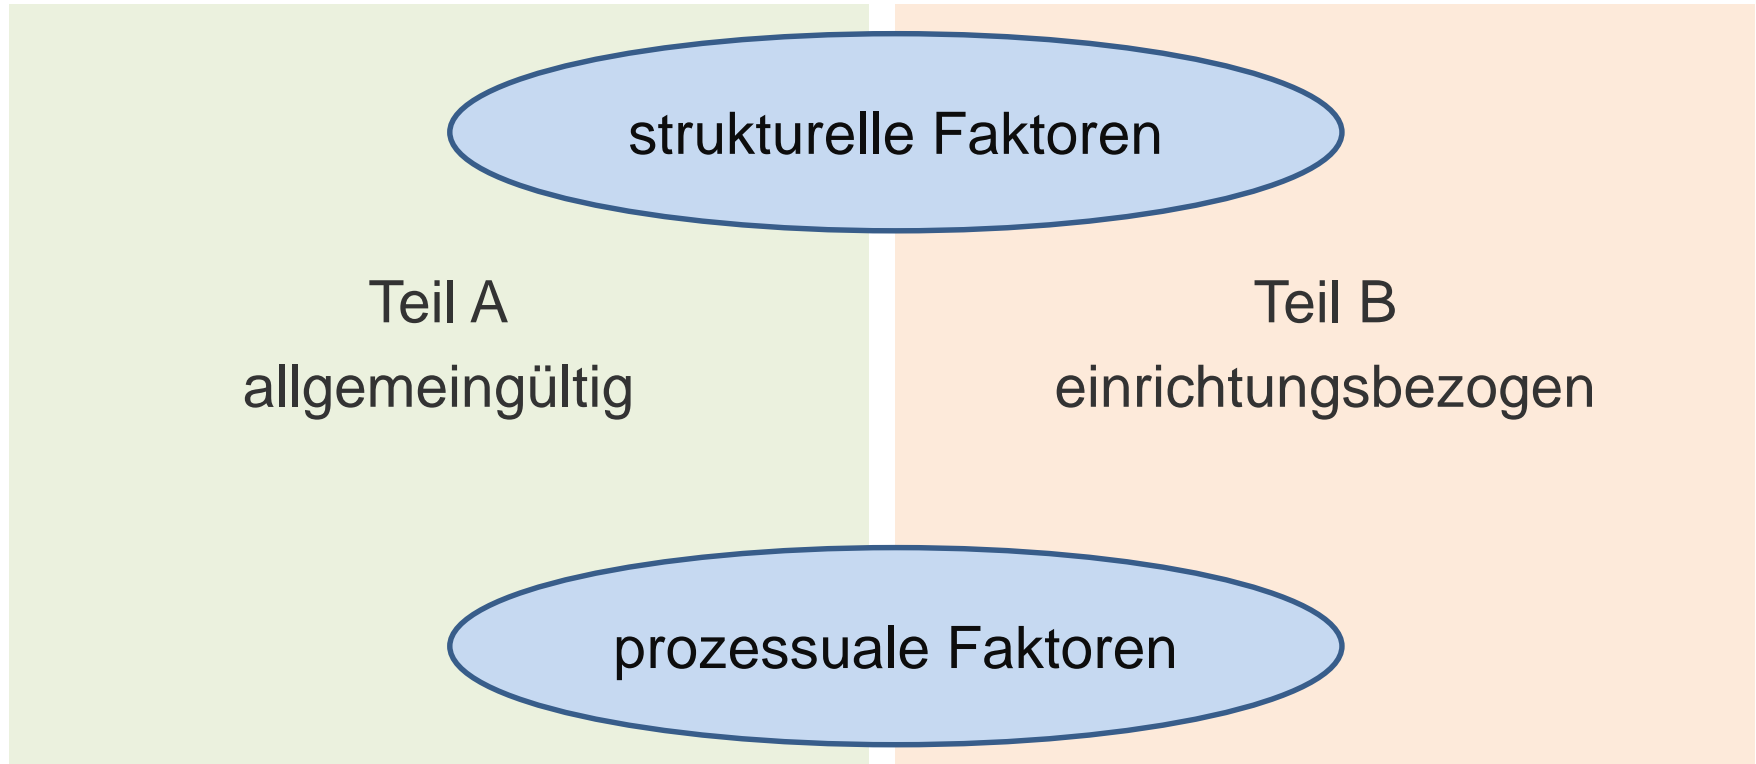 strukturelle Faktoren
Teil A
allgemeingültig
Teil B
einrichtungsbezogen
prozessuale Faktoren